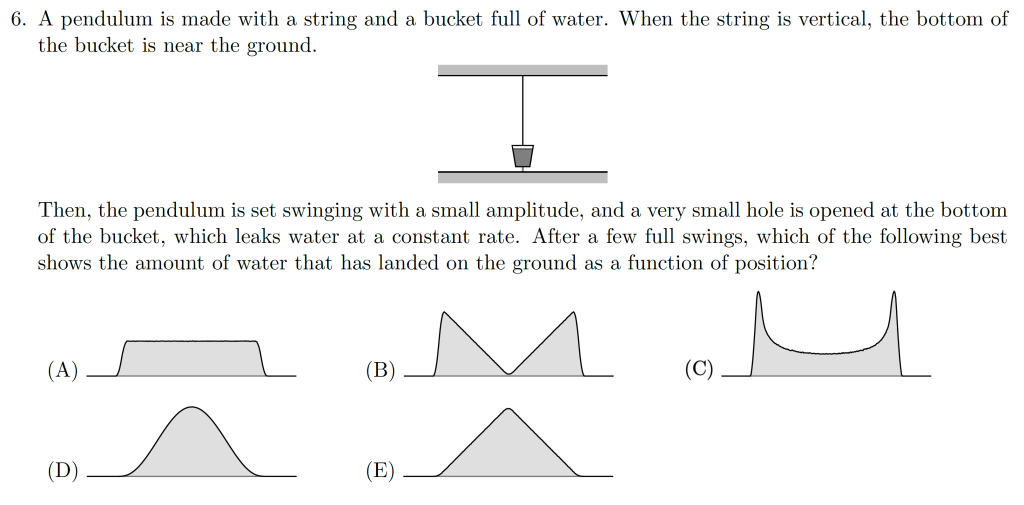 6. A pendulum is made with a string and a bucket full of water. When the string is vertical, the bottom of
the bucket is near the ground.
Then, the pendulum is set swinging with a small amplitude, and a very small hole is opened at the bottom
of the bucket, which leaks water at a constant rate. After a few full swings, which of the following best
shows the amount of water that has landed on the ground as a function of position?
(A) (B) (C)
(D) (E)